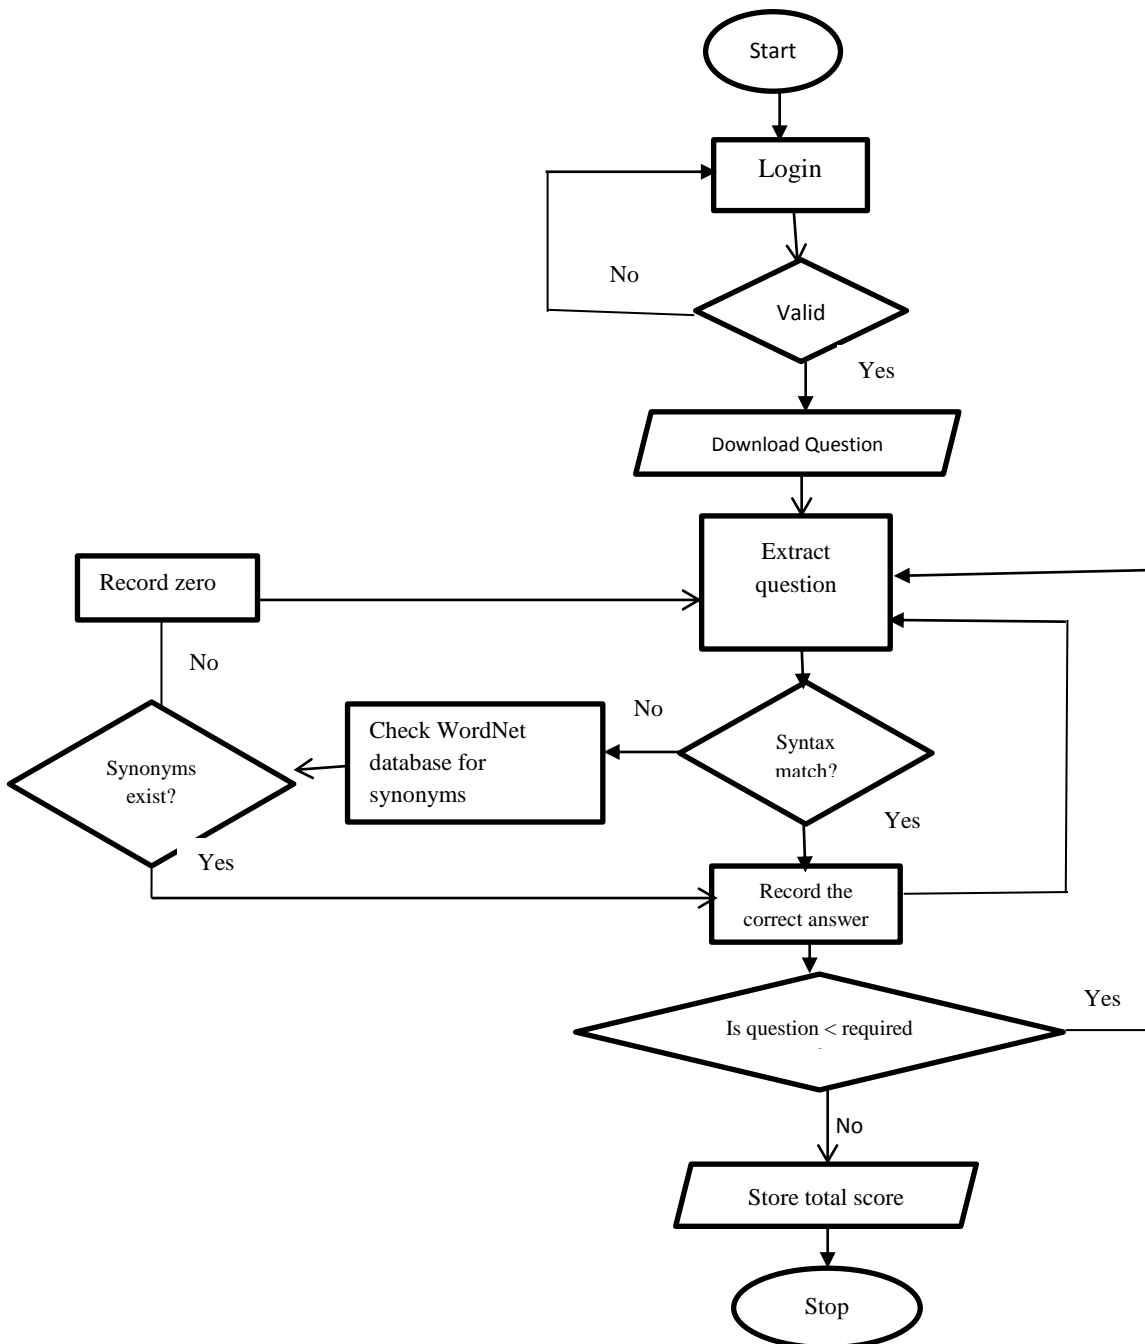 Start
Login
No
Valid
Yes
Download Question
Extract
question
Record zero
No
No
Check WordNet
database for
synonyms
Syntax
match?
Synonyms
exist?
Yes
Yes
Record the
correct answer
Yes
Is question < required
No
Store total score
Stop